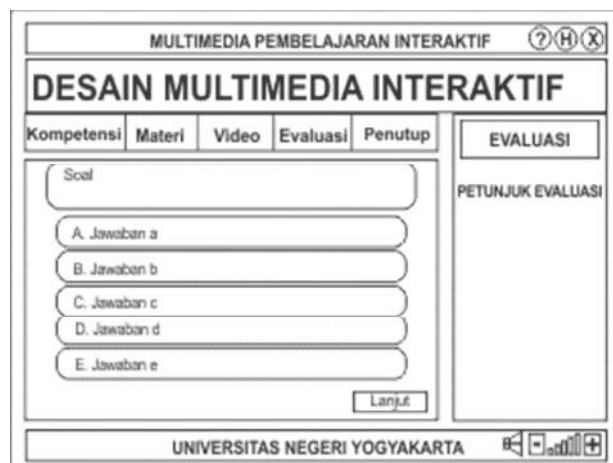 MULTIMEDIA PEMBELAJARAN INTERAKTIF ? H X
DESAIN MULTIMEDIA INTERAKTIF
Kompetensi Materi Video Evaluasi Penutup
EVALUASI
PETUNJUK EVALUASI
Soal
A. Jawaban a
B. Jawaban b
C. Jawaban c
D. Jawaban d
E. Jawaban e
Lanjut
UNIVERSITAS NEGERI YOGYAKARTA - +